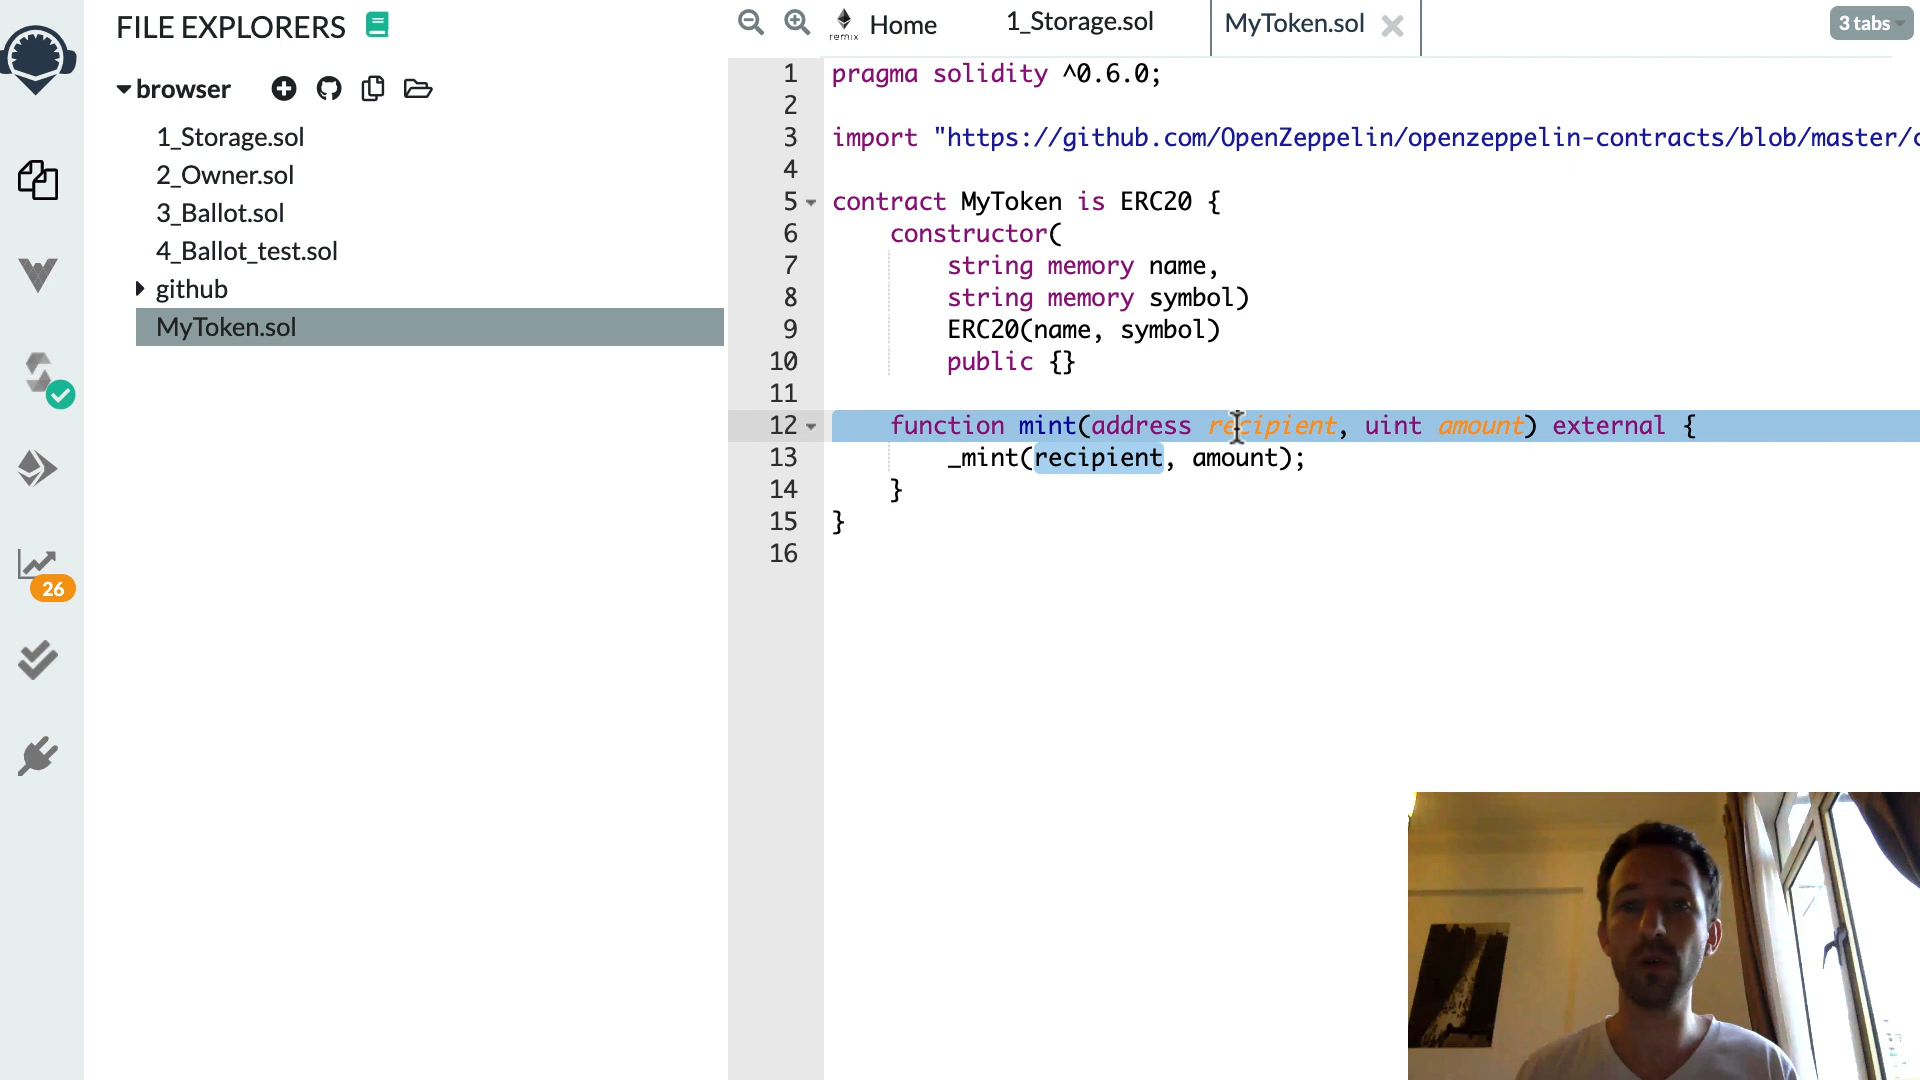 FILE EXPLORERS
browser
1_Storage.sol
2_Owner.sol
3_Ballot.sol
4_Ballot_test.sol
github
MyToken.sol
26
remix
Home
1_Storage.sol
MyToken.sol
3 tabs
1 pragma solidity ^0.6.0;
2
3 import "https://github.com/OpenZeppelin/openzeppelin-contracts/blob/master/c
4
5 contract MyToken is ERC20 {
6 constructor(
7 string memory name,
8 string memory symbol)
9 ERC20(name, symbol)
10 public {}
11
12 function mint(address recipient, uint amount) external {
13 _mint(recipient, amount);
14 }
15 }
16